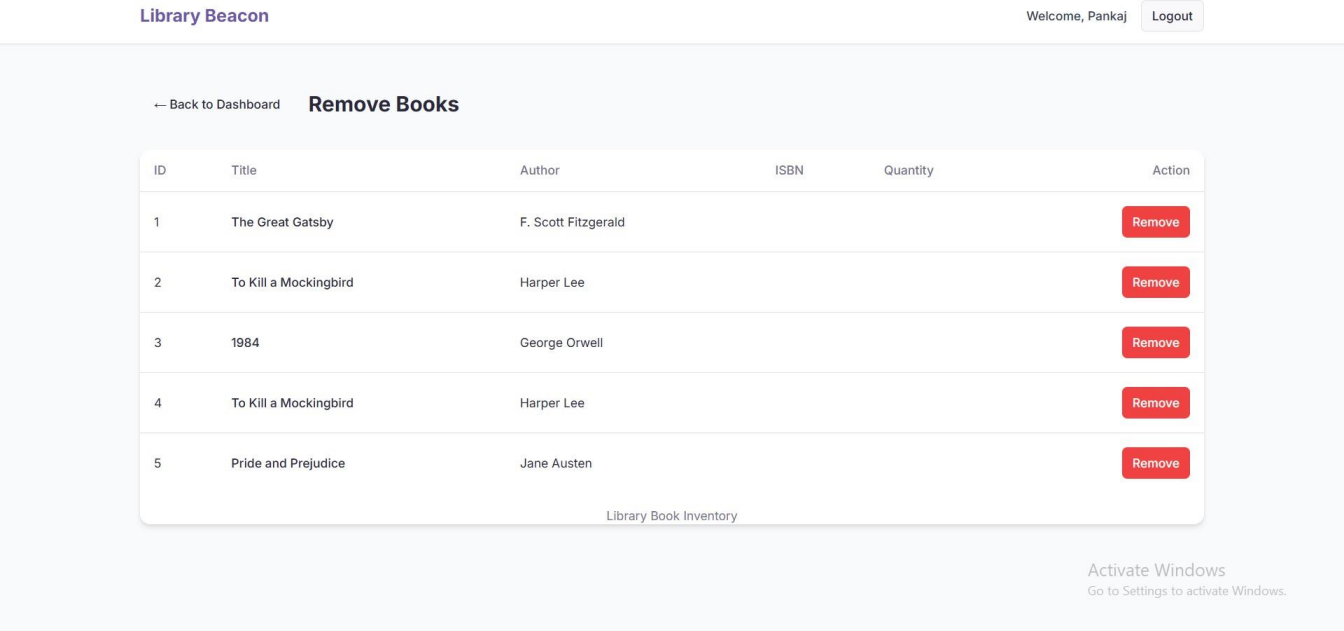 Library Beacon Welcome, Pankaj Logout
← Back to Dashboard Remove Books
ID Title Author ISBN Quantity Action
1 The Great Gatsby F. Scott Fitzgerald Remove
2 To Kill a Mockingbird Harper Lee Remove
3 1984 George Orwell Remove
4 To Kill a Mockingbird Harper Lee Remove
5 Pride and Prejudice Jane Austen Remove
Library Book Inventory
Activate Windows
Go to Settings to activate Windows.